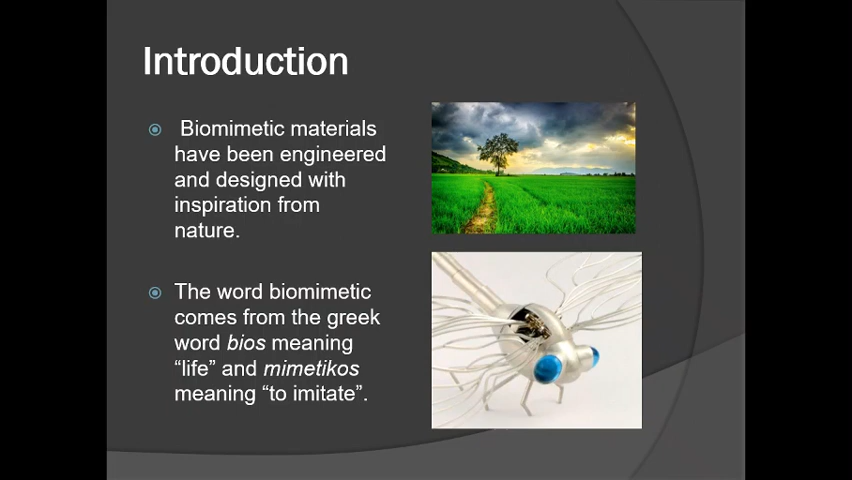 Introduction
Biomimetic materials
have been engineered
and designed with
inspiration from
nature.
The word biomimetic
comes from the greek
word bios meaning
“life” and mimetikos
meaning “to imitate”.